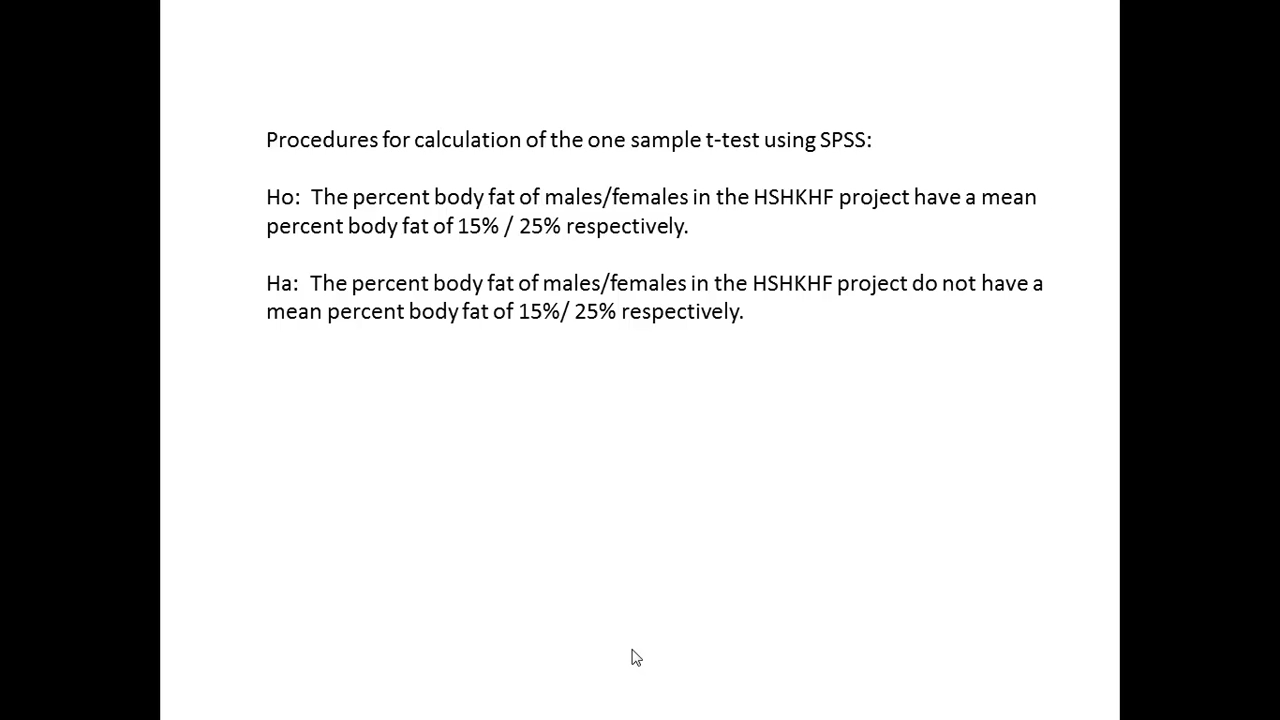 Procedures for calculation of the one sample t-test using SPSS:
Ho:  The percent body fat of males/females in the HSHKHF project have a mean
percent body fat of 15% / 25% respectively.
Ha:  The percent body fat of males/females in the HSHKHF project do not have a
mean percent body fat of 15%/ 25% respectively.